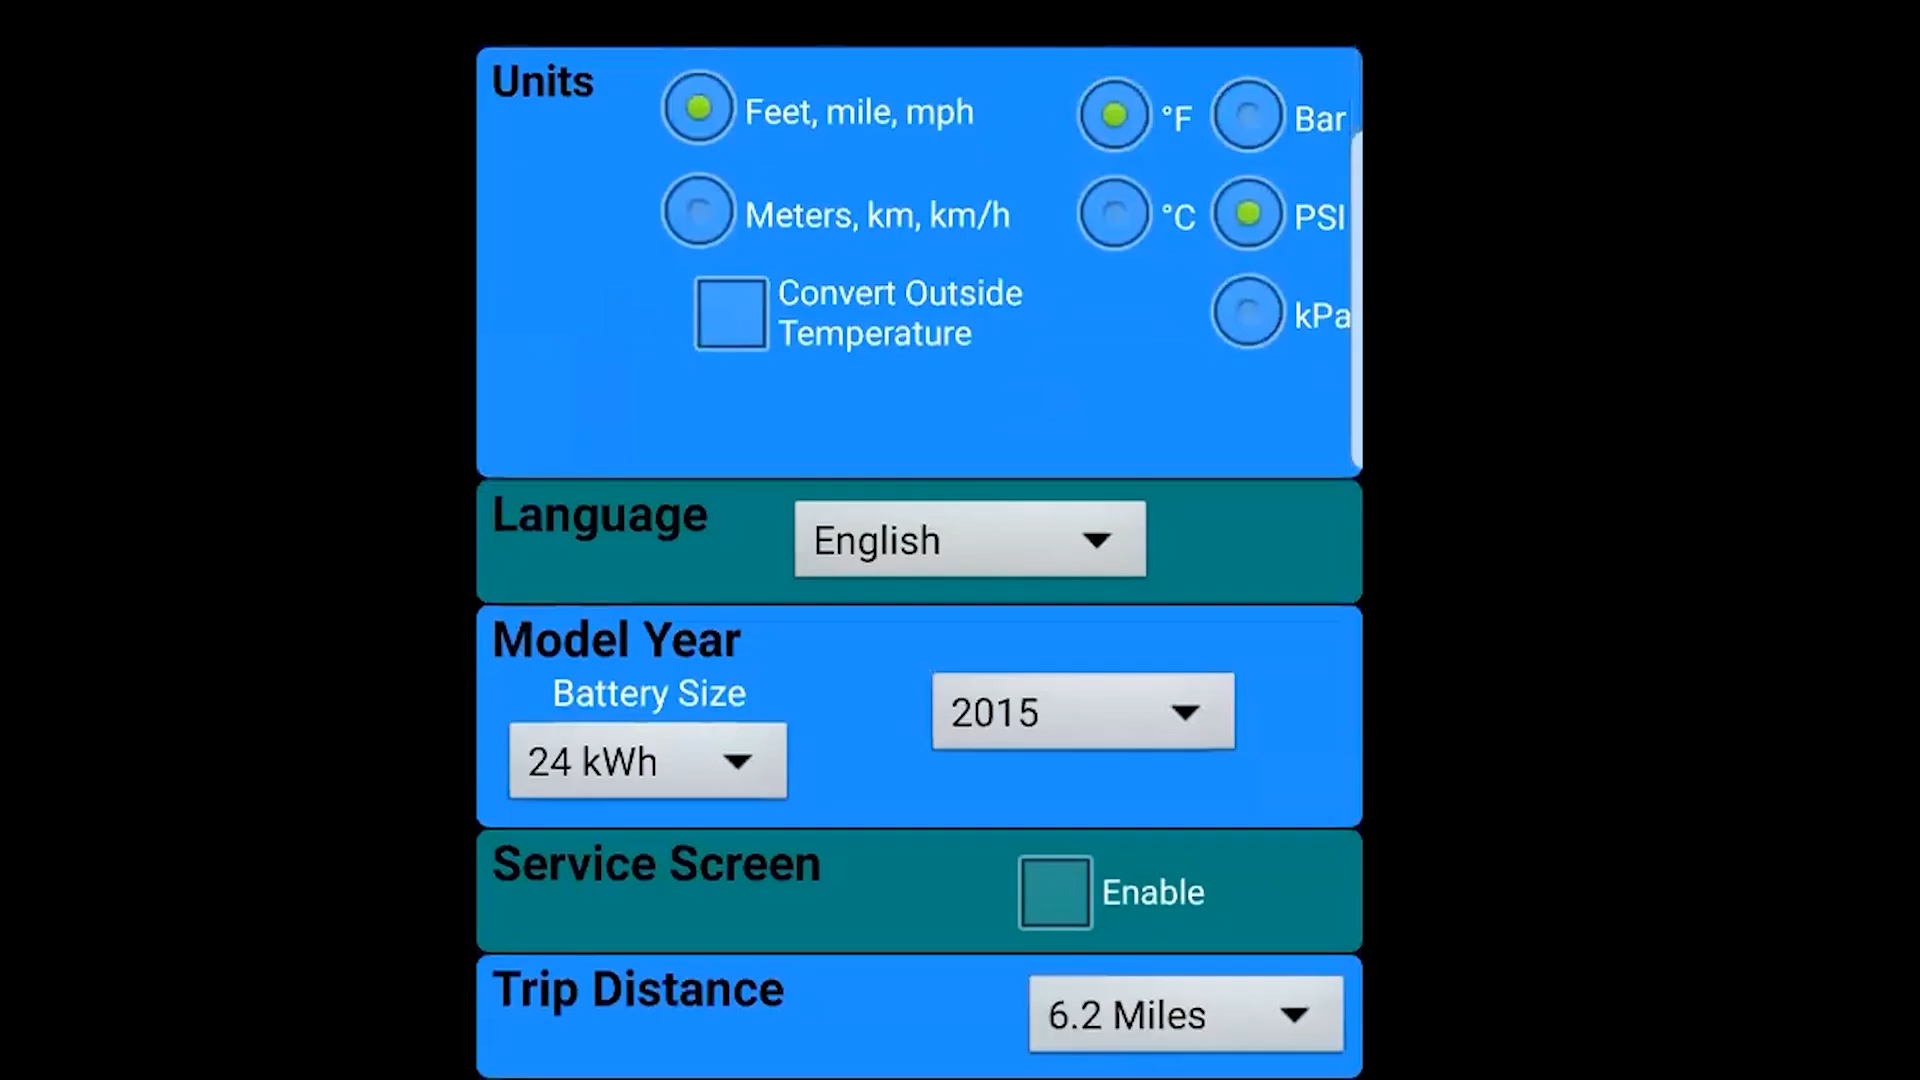 Units
Feet, mile, mph
°F
Bar
Meters, km, km/h
°C
PSI
Convert Outside
Temperature
kPa
Language
English
Model Year
Battery Size
2015
24 kWh
Service Screen
Enable
Trip Distance
6.2 Miles